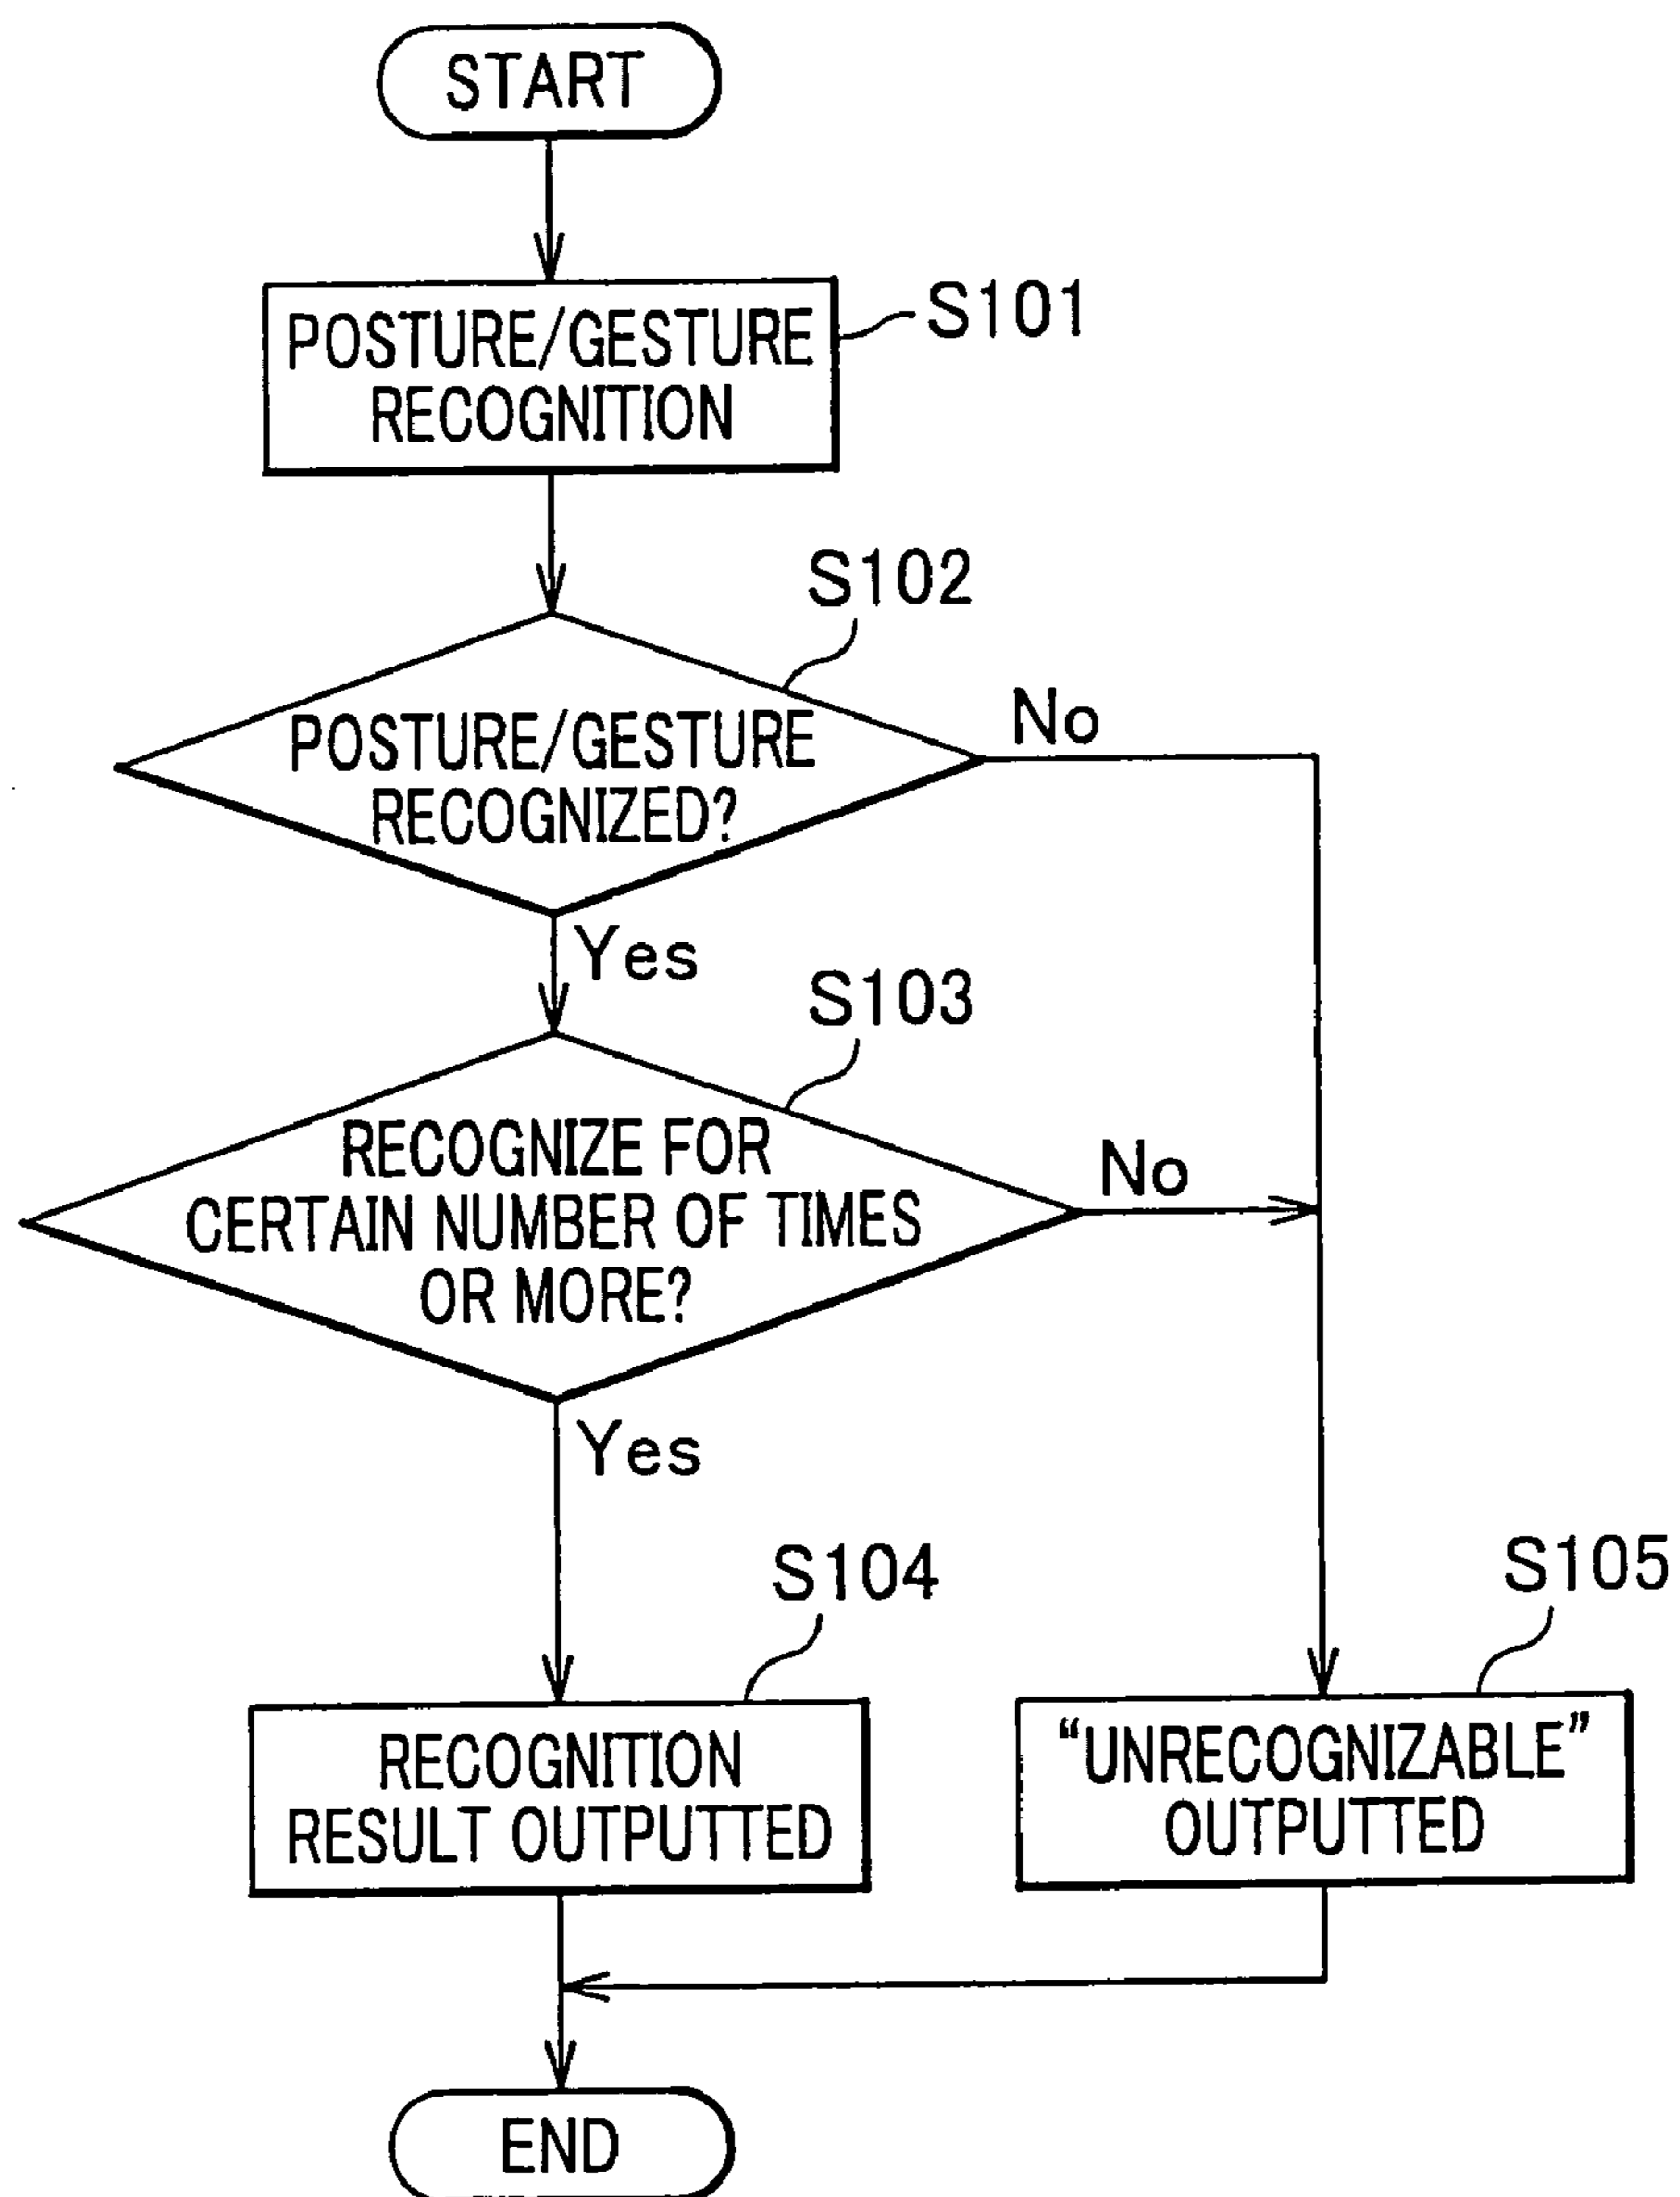 START
POSTURE/GESTURE
RECOGNITION
S101
S102
POSTURE/GESTURE
RECOGNIZED?
No
Yes
S103
RECOGNIZE FOR
CERTAIN NUMBER OF TIMES
OR MORE?
No
Yes
S104
RECOGNITION
RESULT OUTPUTTED
S105
“UNRECOGNIZABLE”
OUTPUTTED
END